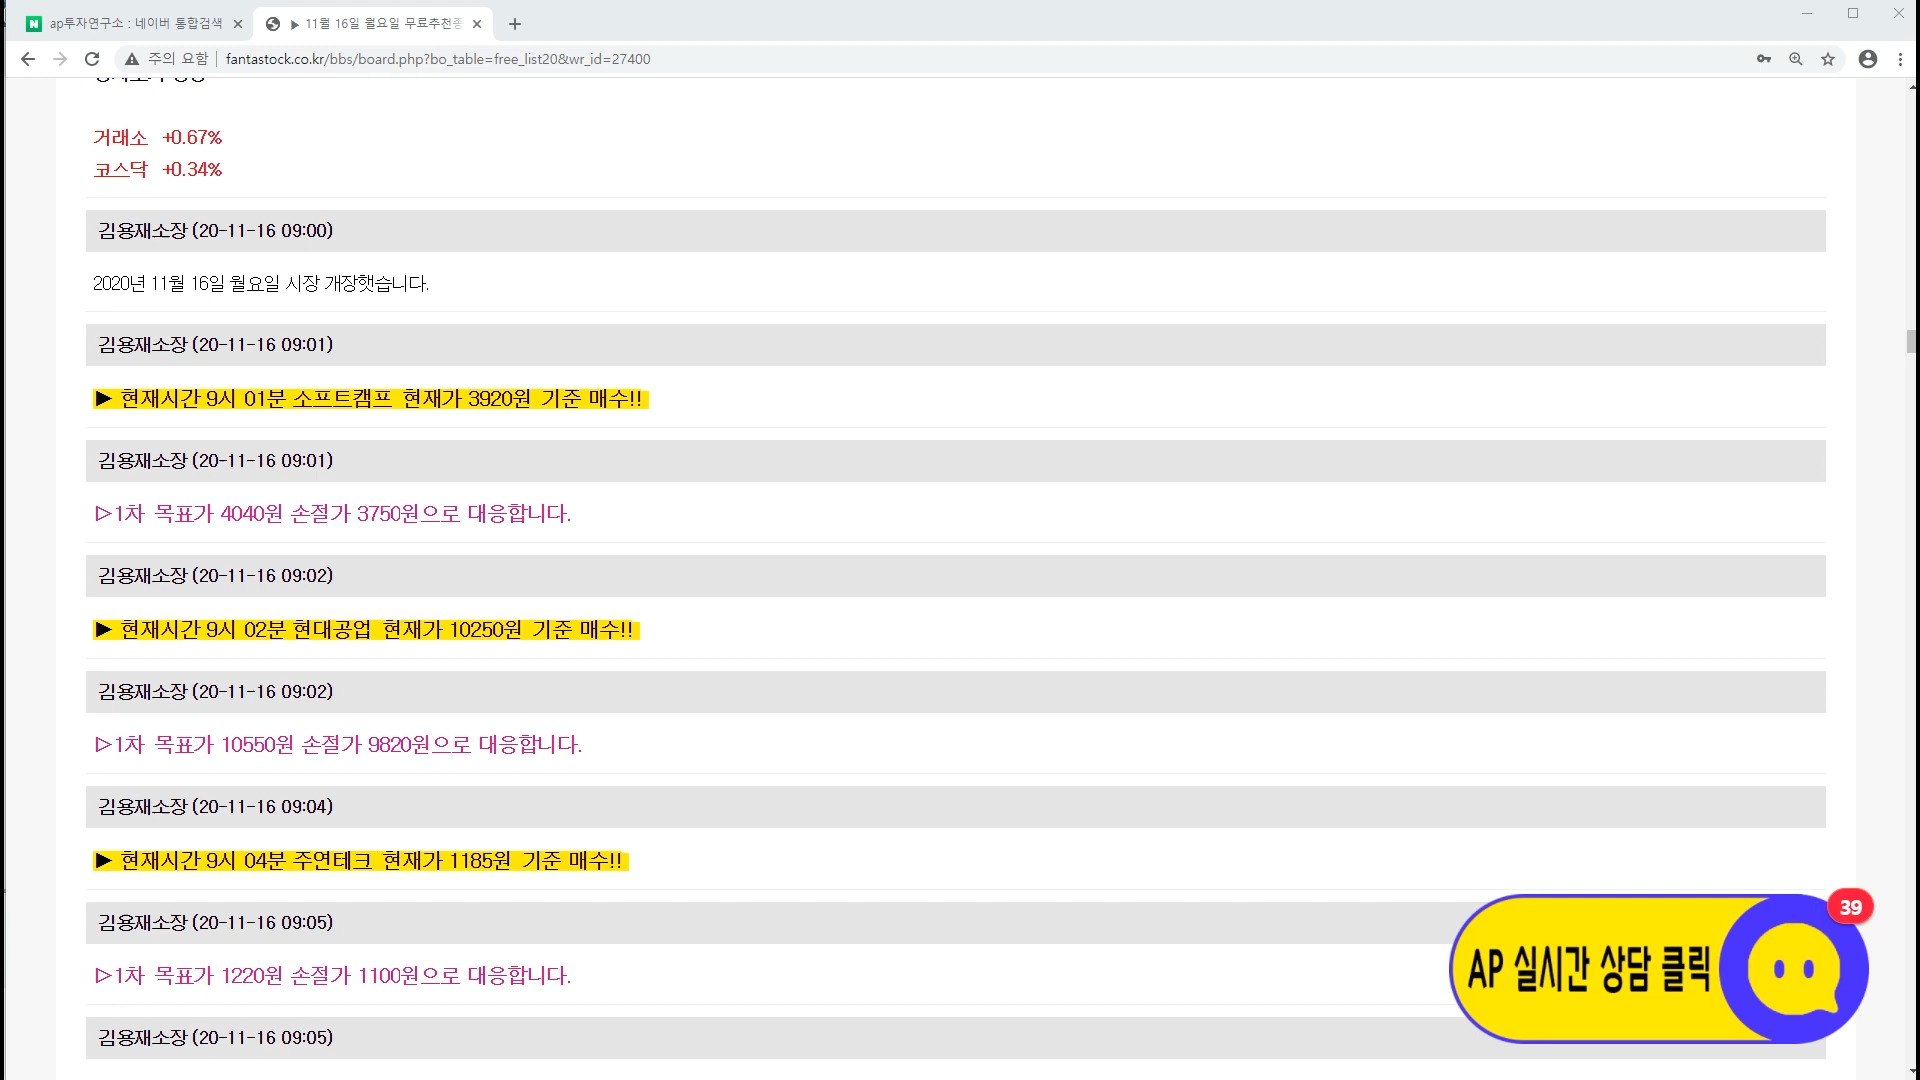 ap투자연구소 : 네이버 통합검색
▶ 11월 16일 월요일 무료추천종
주의 요함
fantastock.co.kr/bbs/board.php?bo_table=free_list20&wr_id=27400
거래소 +0.67%
코스닥 +0.34%
김용재소장 (20-11-16 09:00)
2020년 11월 16일 월요일 시장 개장햇습니다.
김용재소장 (20-11-16 09:01)
▶ 현재시간 9시 01분 소프트캠프 현재가 3920원 기준 매수!!
김용재소장 (20-11-16 09:01)
▷1차 목표가 4040원 손절가 3750원으로 대응합니다.
김용재소장 (20-11-16 09:02)
▶ 현재시간 9시 02분 현대공업 현재가 10250원 기준 매수!!
김용재소장 (20-11-16 09:02)
▷1차 목표가 10550원 손절가 9820원으로 대응합니다.
김용재소장 (20-11-16 09:04)
▶ 현재시간 9시 04분 주연테크 현재가 1185원 기준 매수!!
김용재소장 (20-11-16 09:05)
▷1차 목표가 1220원 손절가 1100원으로 대응합니다.
김용재소장 (20-11-16 09:05)
39
AP 실시간 상담 클릭